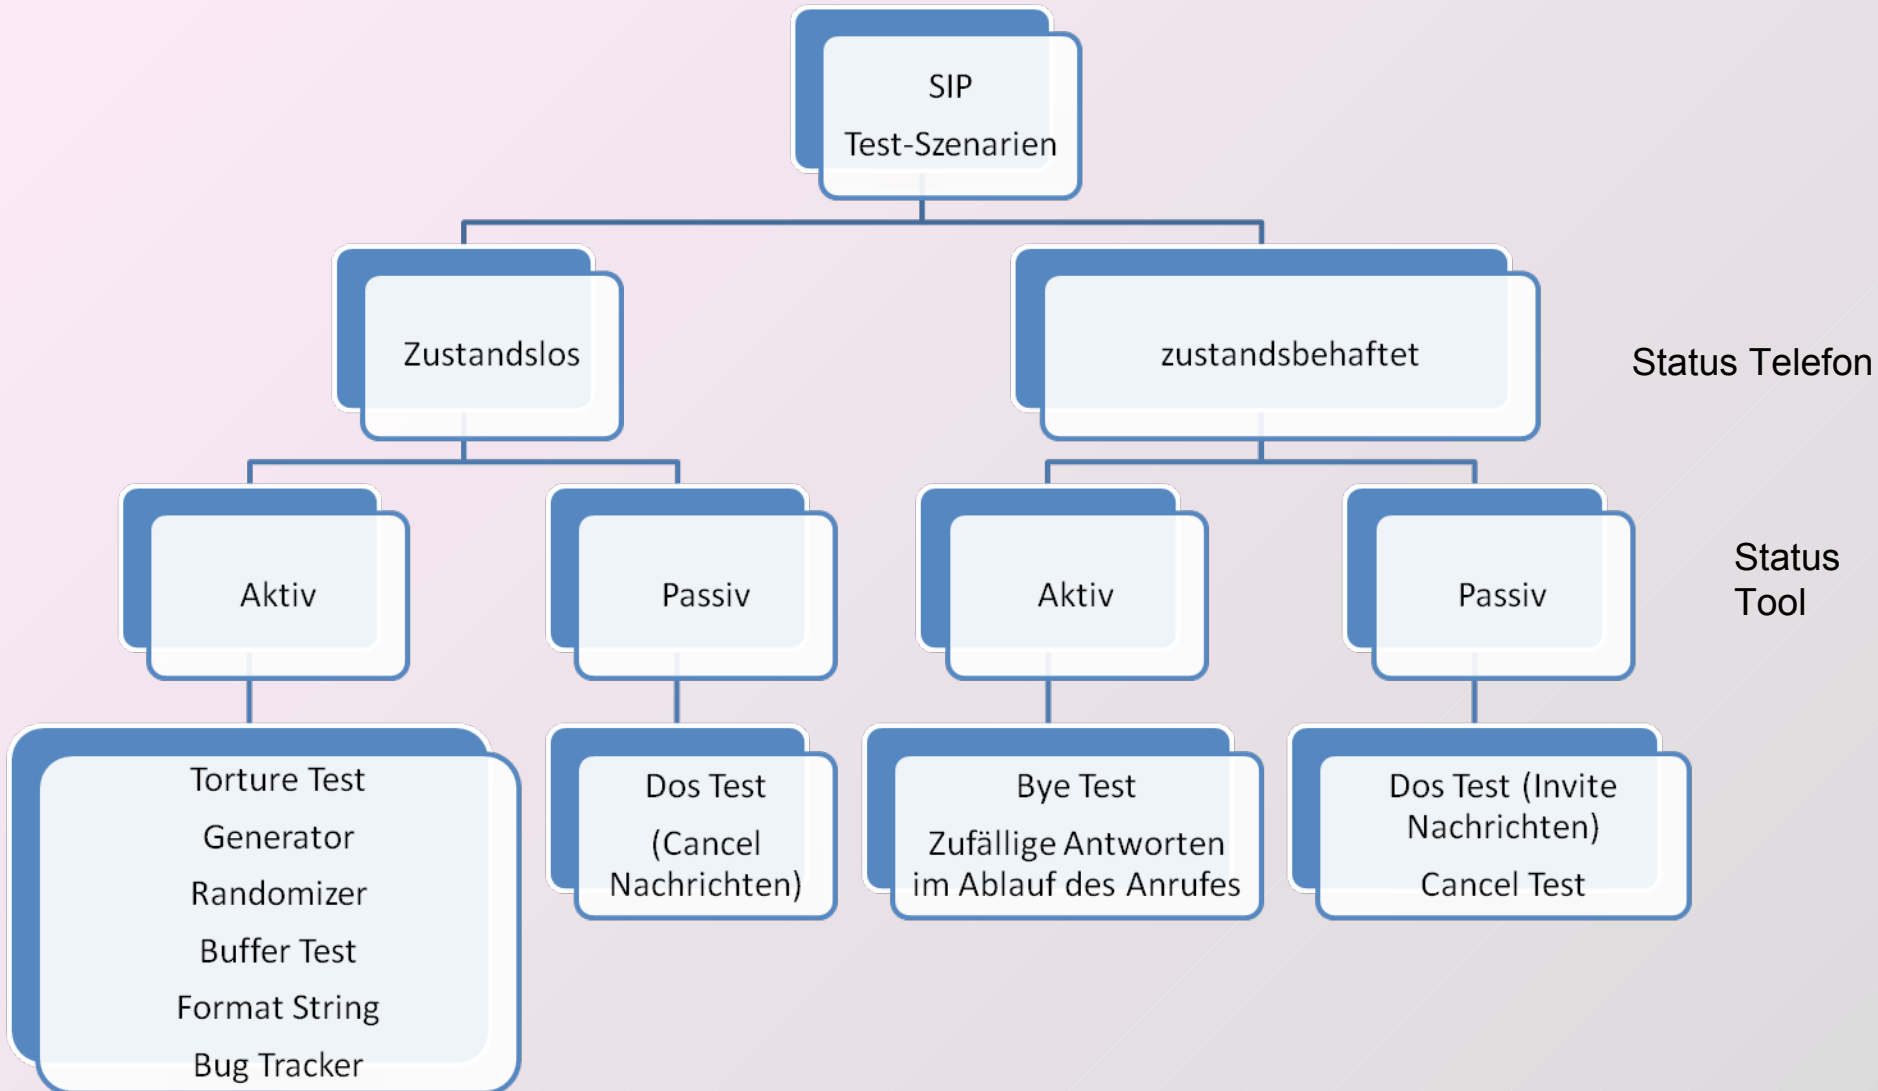 SIP
Test-Szenarien
Zustandslos
zustandsbehaftet
Status Telefon
Aktiv
Passiv
Aktiv
Passiv
Status
Tool
Torture Test
Generator
Randomizer
Buffer Test
Format String
Bug Tracker
Dos Test
(Cancel
Nachrichten)
Bye Test
Zufällige Antworten
im Ablauf des Anrufes
Dos Test (Invite
Nachrichten)
Cancel Test